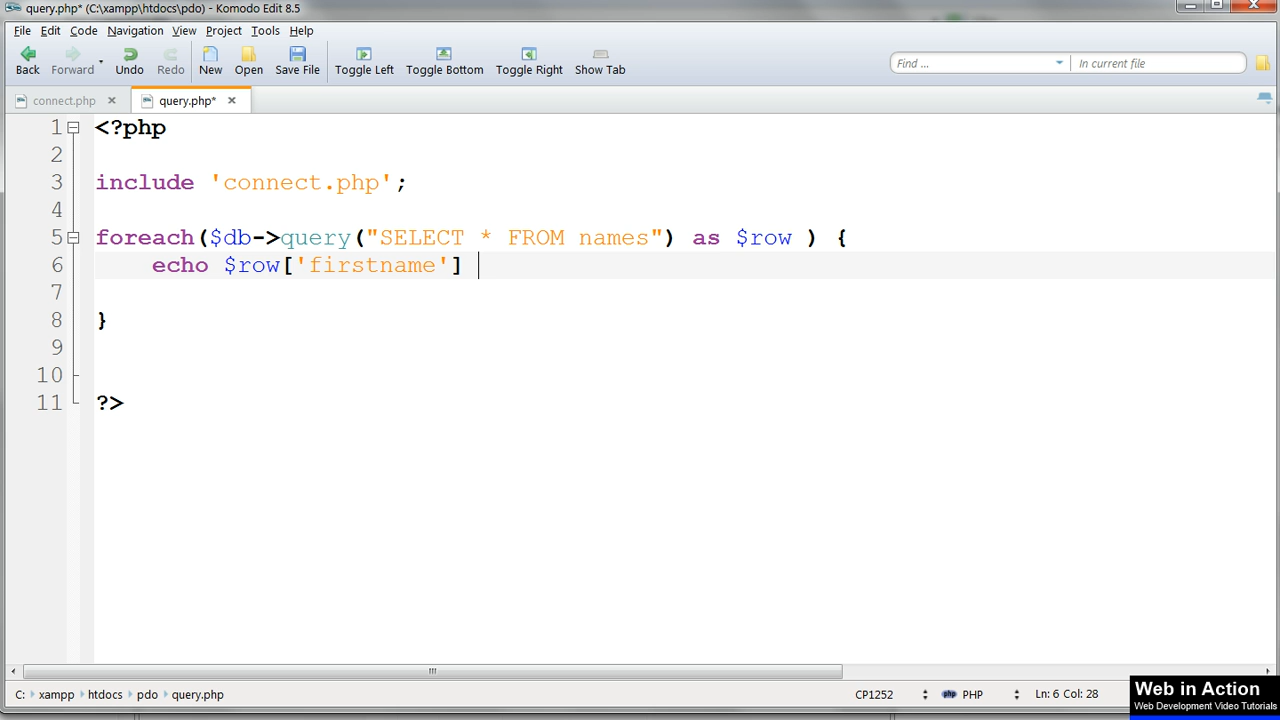 query.php* (C:\xampp\htdocs\pdo) - Komodo Edit 8.5
File Edit Code Navigation View Project Tools Help
Back Forward Undo Redo New Open Save File Toggle Left Toggle Bottom Toggle Right Show Tab Find ... In current file
connect.php query.php*
1 <?php
2
3 include 'connect.php';
4
5 foreach($db->query("SELECT * FROM names") as $row ) {
6 echo $row['firstname']
7
8 }
9
10
11 ?>
C: xampp htdocs pdo query.php CP1252 php PHP Ln: 6 Col: 28
Web in Action
Web Development Video Tutorials